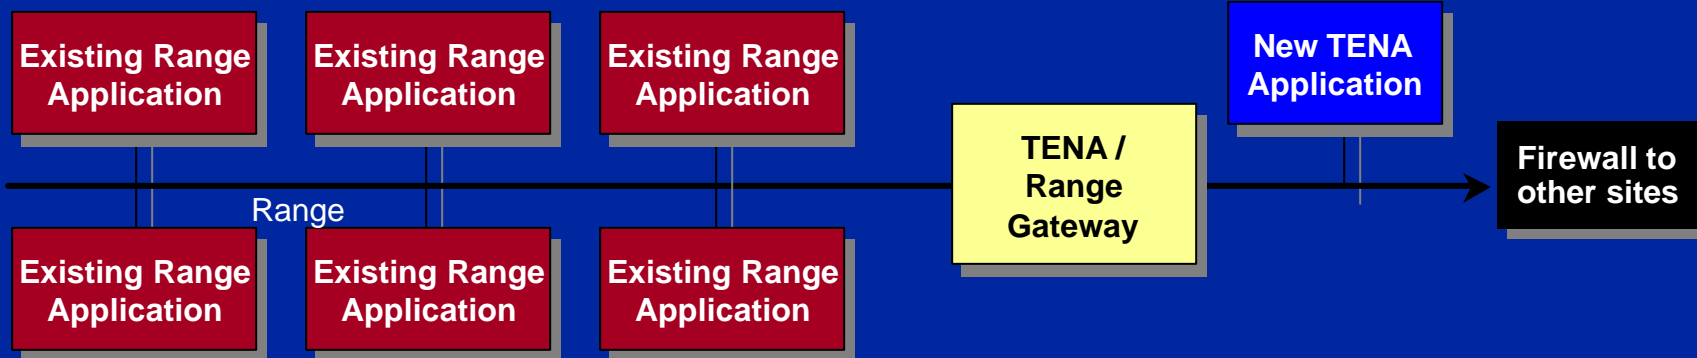 Existing Range
Application
Existing Range
Application
Existing Range
Application
New TENA
Application
TENA /
Range
Gateway
Firewall to
other sites
Range
Existing Range
Application
Existing Range
Application
Existing Range
Application